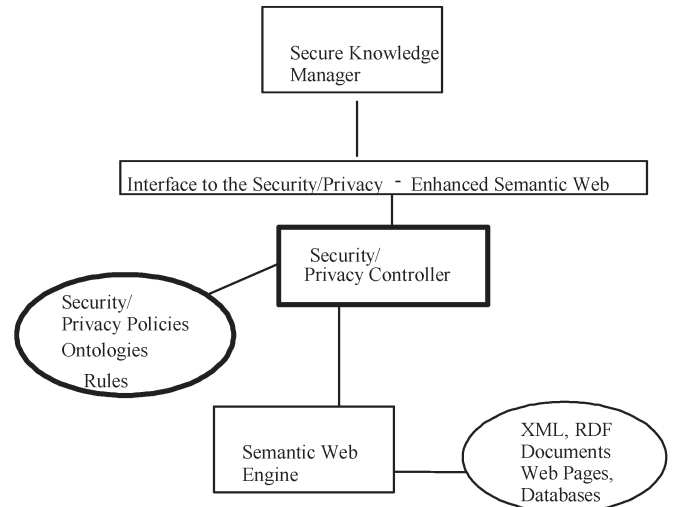 Secure Knowledge
Manager
Interface to the Security/Privacy - Enhanced Semantic Web
Security/
Privacy Controller
Security/
Privacy Policies
Ontologies
Rules
Semantic Web
Engine
XML, RDF
Documents
Web Pages,
Databases